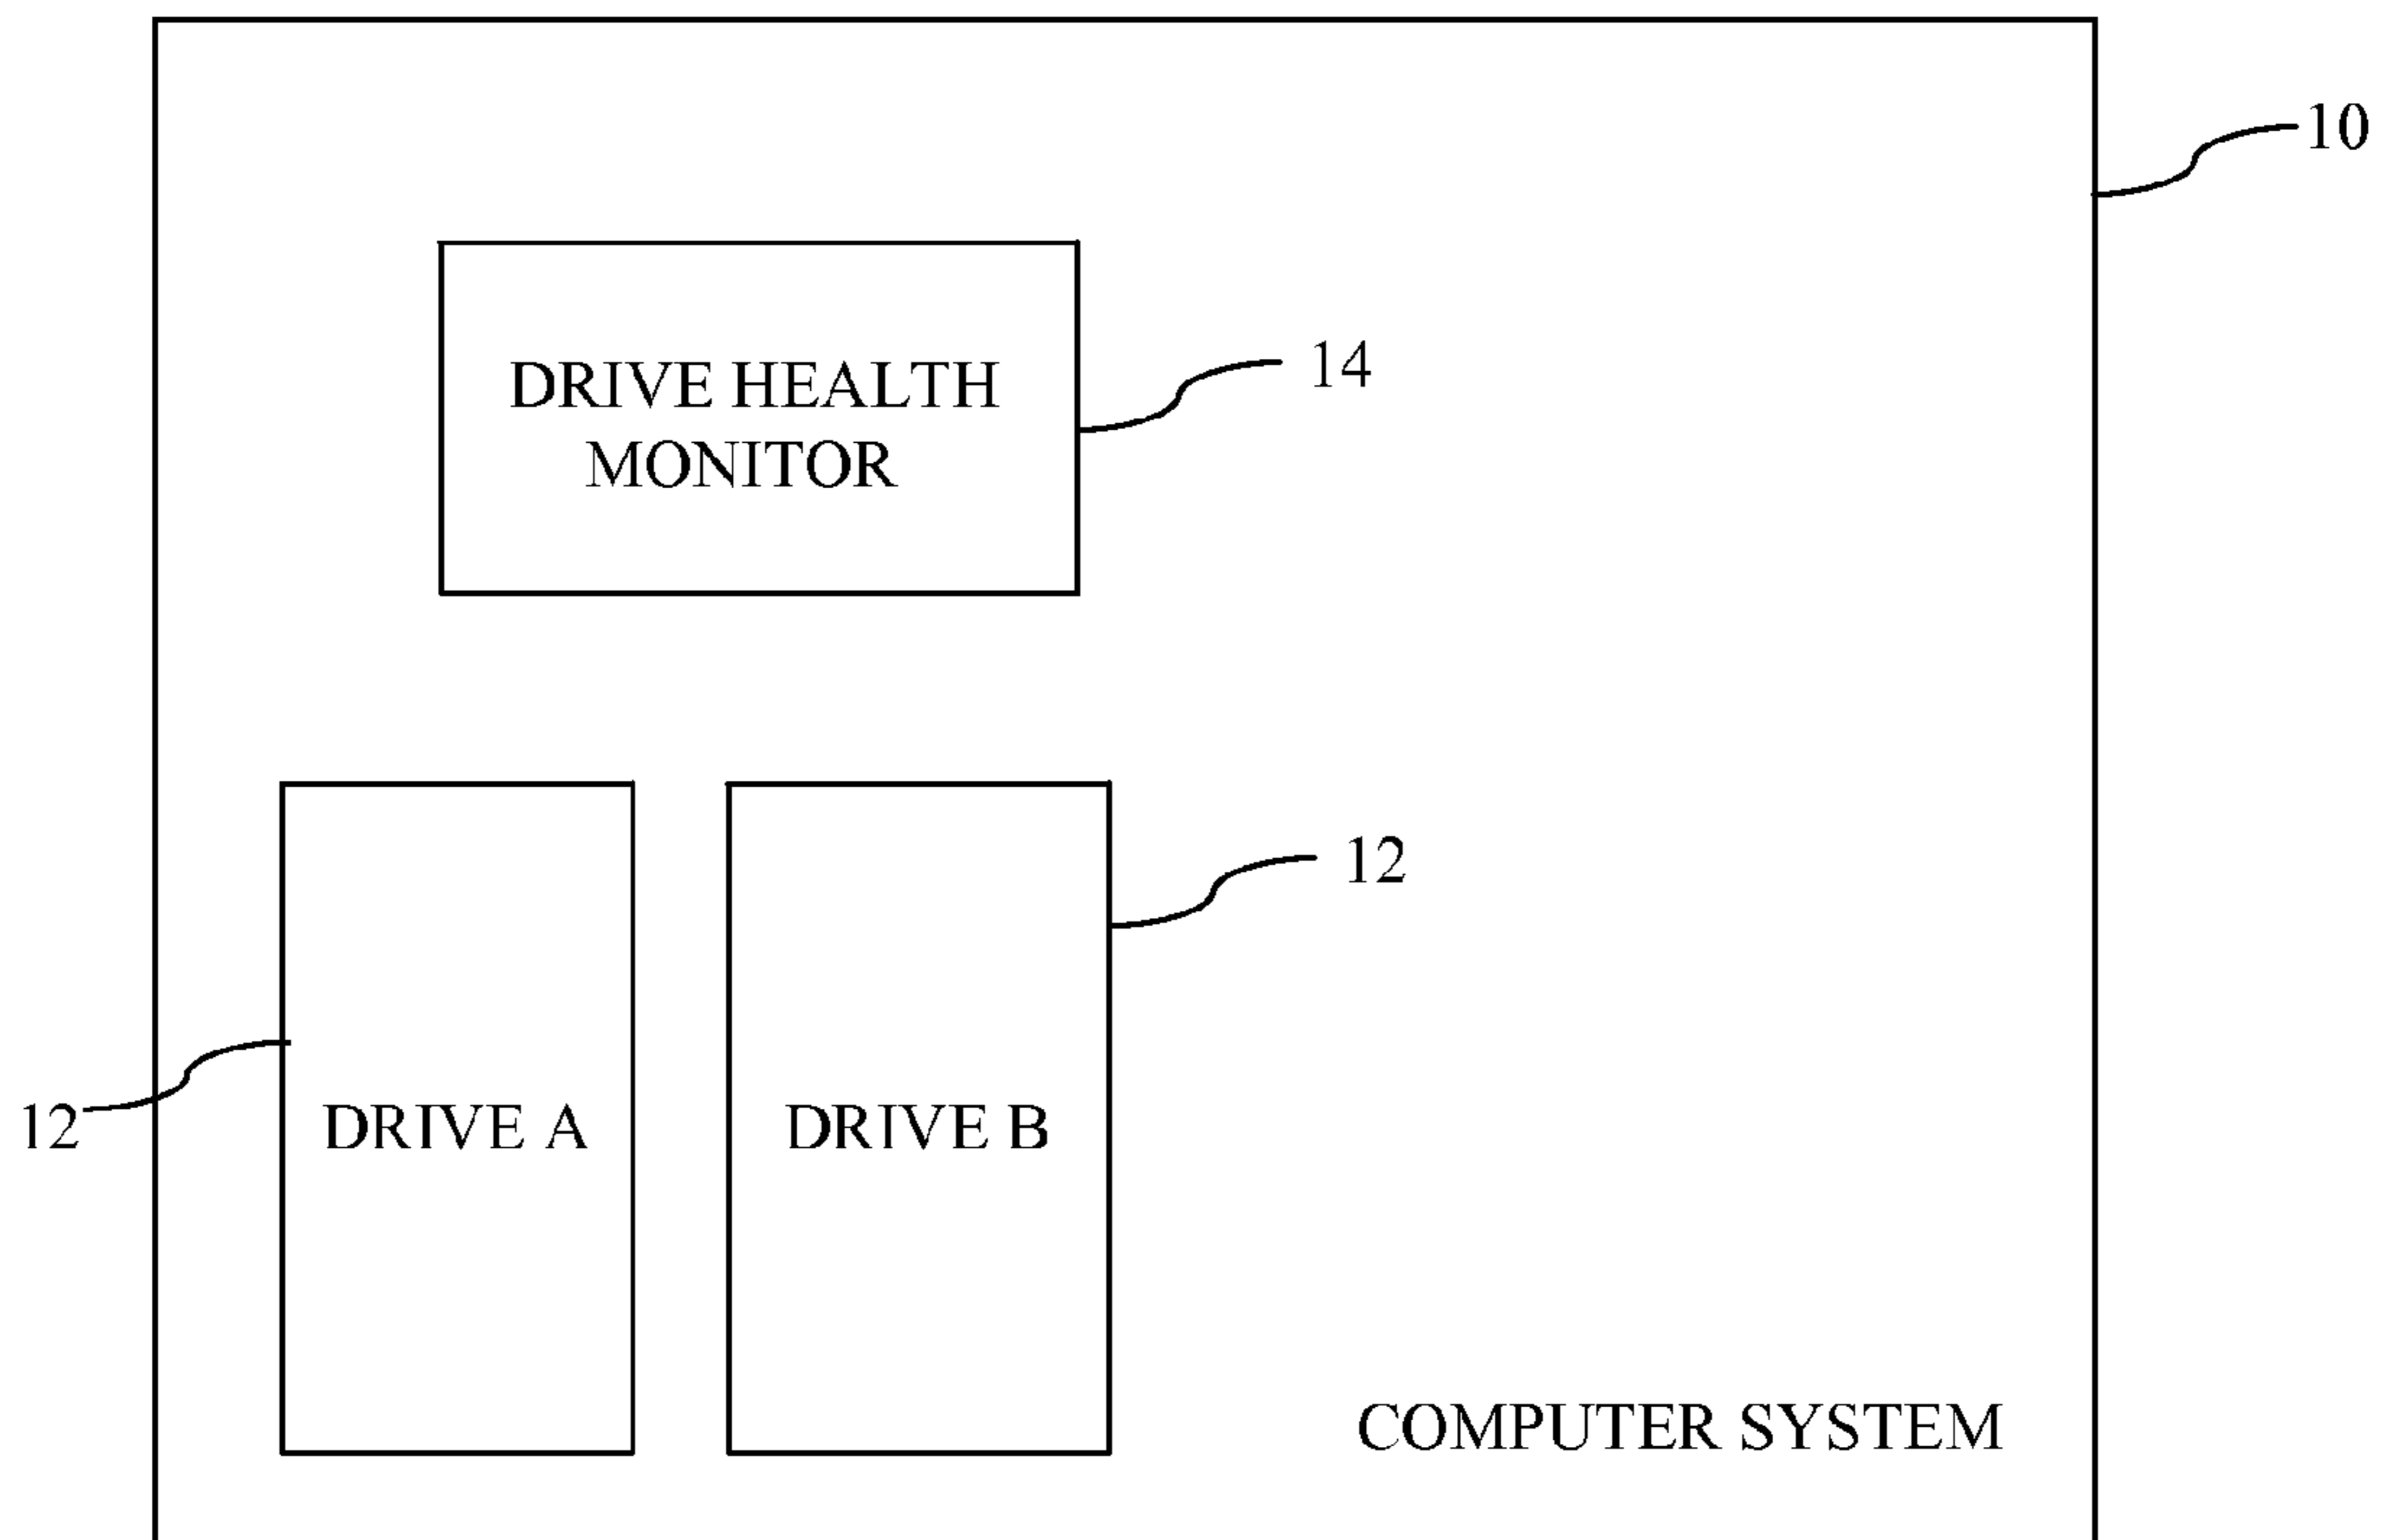 10
DRIVE HEALTH
MONITOR
14
12
12
DRIVE A
DRIVE B
COMPUTER SYSTEM